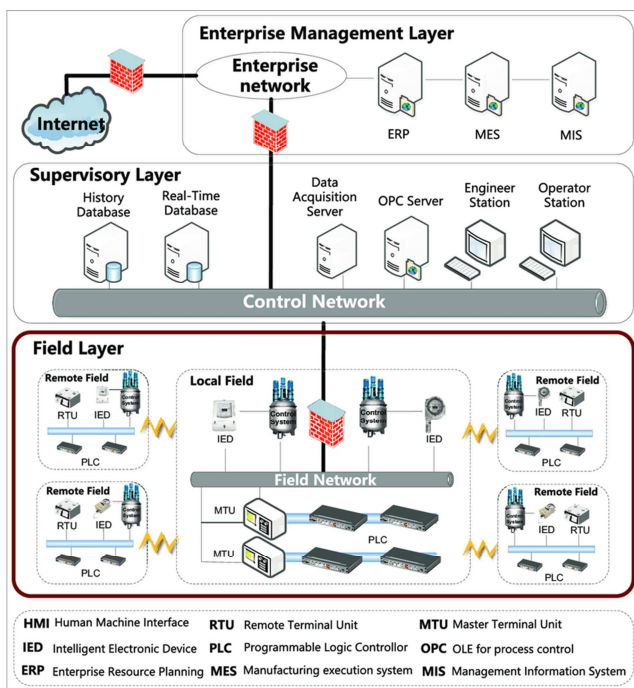 Enterprise Management Layer
Enterprise
network
Internet
ERP
MES
MIS
Supervisory Layer
History
Database
Real-Time
Database
Data
Acquisition
Server
OPC Server
Engineer
Station
Operator
Station
Control Network
Field Layer
Remote Field
RTU
IED
Control
System
PLC
Remote Field
RTU
IED
Control
System
PLC
Local Field
IED
Control
System
Control
System
IED
Field Network
MTU
MTU
PLC
Remote Field
Control
System
IED
RTU
PLC
Remote Field
Control
System
IED
RTU
PLC
HMI Human Machine Interface RTU Remote Terminal Unit MTU Master Terminal Unit
IED Intelligent Electronic Device PLC Programmable Logic Controllor OPC OLE for process control
ERP Enterprise Resource Planning MES Manufacturing execution system MIS Management Information System